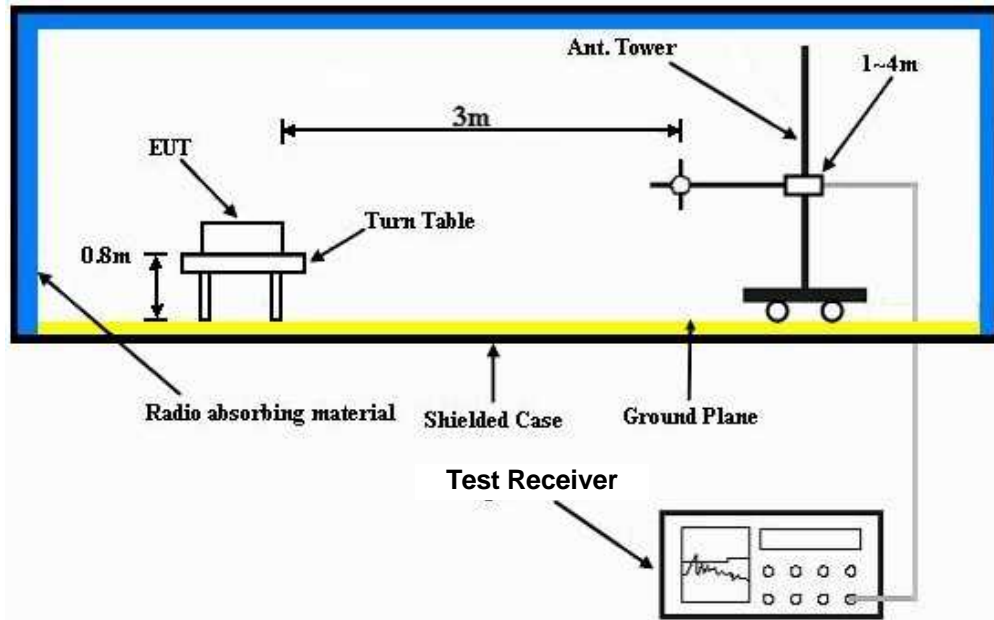 Ant. Tower
1~4m
3m
EUT
Turn Table
0.8m
Radio absorbing material
Shielded Case
Ground Plane
Test Receiver